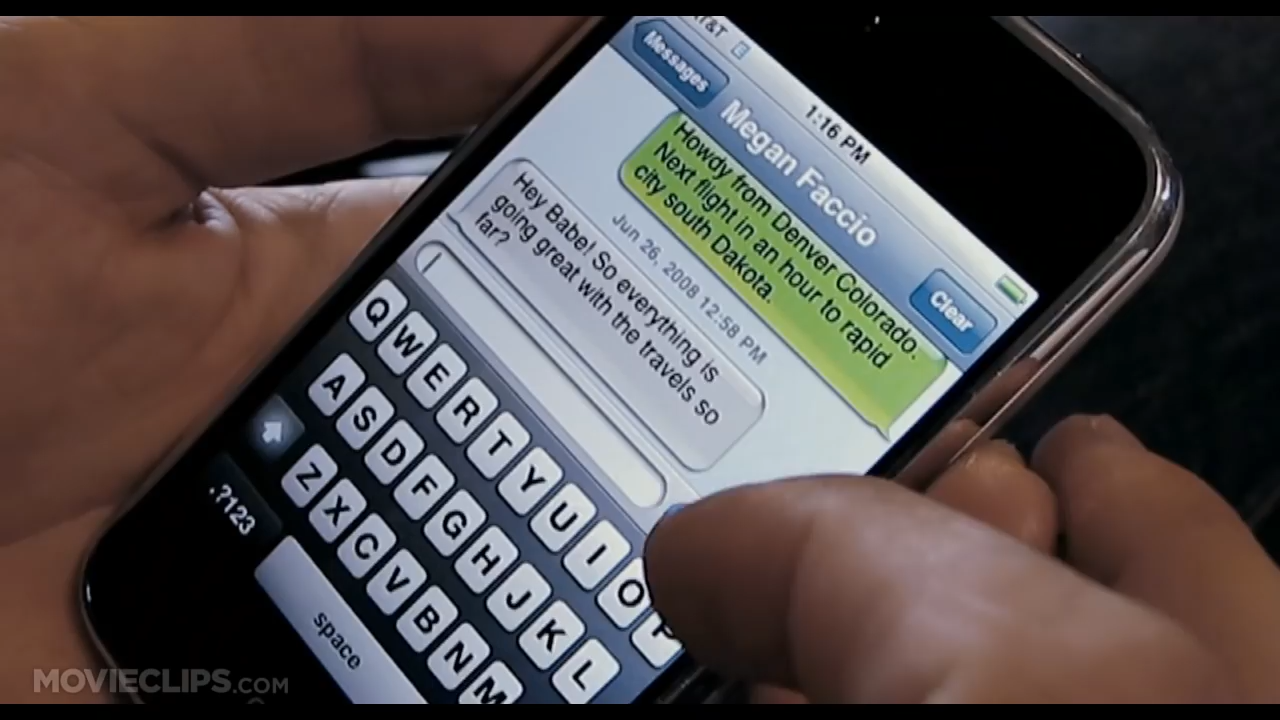 AT&T E 1:16 PM
Messages Megan Faccio Clear
Howdy from Denver Colorado.
Next flight in an hour to rapid
city south Dakota.
Jun 26, 2008 12:58 PM
Hey Babe! So everything is
going great with the travels so
far?
Q W E R T Y U I O P
A S D F G H J K L
Z X C V B N M
.?123 space
MOVIECLIPS.COM